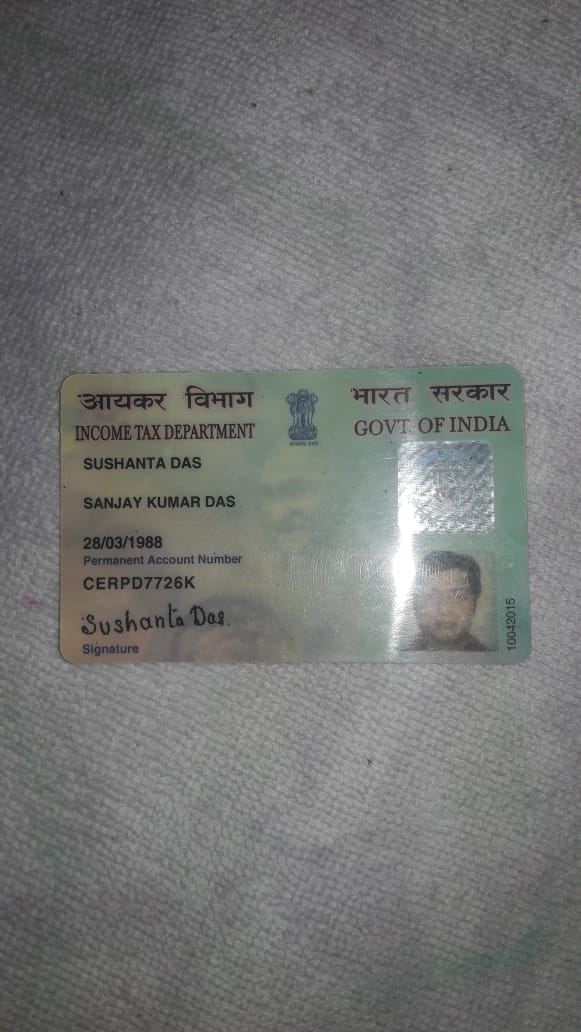 आयकर विभाग
भारत सरकार
INCOME TAX DEPARTMENT
GOVT. OF INDIA
SUSHANTA DAS
SANJAY KUMAR DAS
28/03/1988
Permanent Account Number
CERPD7726K
Sushanta Das.
Signature
10042015